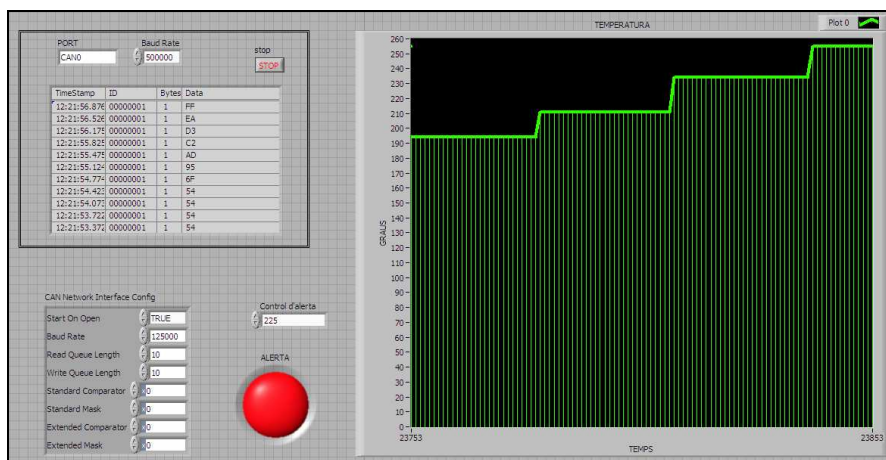 PORT
Baud Rate
CAN0
500000
stop
STOP
TimeStamp ID Bytes Data
12:21:56.876 00000001 1 FF
12:21:56.526 00000001 1 EA
12:21:56.175 00000001 1 D3
12:21:55.825 00000001 1 C2
12:21:55.475 00000001 1 AD
12:21:55.124 00000001 1 95
12:21:54.774 00000001 1 6F
12:21:54.423 00000001 1 54
12:21:54.073 00000001 1 54
12:21:53.722 00000001 1 54
12:21:53.372 00000001 1 54
CAN Network Interface Config
Start On Open TRUE
Baud Rate 125000
Read Queue Length 10
Write Queue Length 10
Standard Comparator x0
Standard Mask x0
Extended Comparator x0
Extended Mask x0
Control d'alerta
225
ALERTA
TEMPERATURA
Plot 0
GRAUS
260
250
240
230
220
210
200
190
180
170
160
150
140
130
120
110
100
90
80
70
60
50
40
30
20
10
0
23753
23853
TEMPS